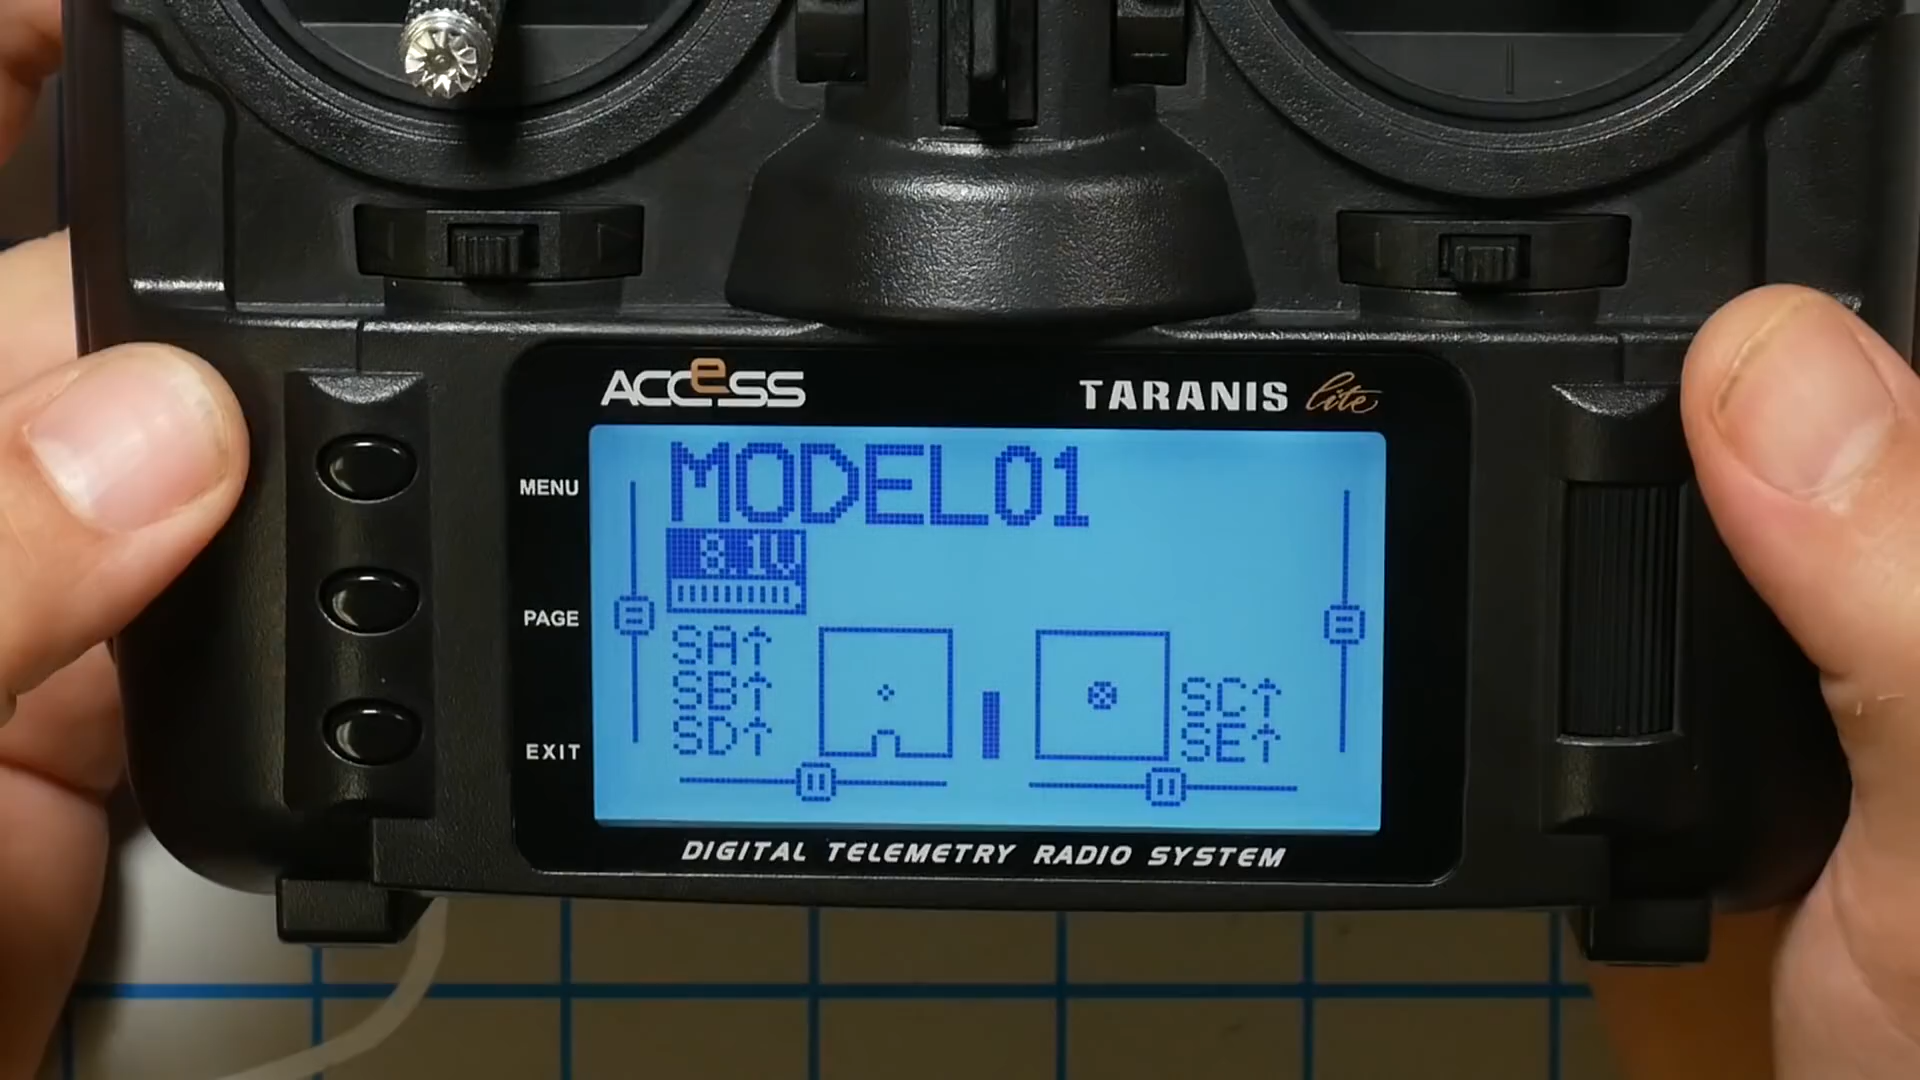 ACCeSS
TARANIS lite
MENU
PAGE
EXIT
MODEL01
8.1V
SA↑
SB↑
SD↑
SC↑
SE↑
DIGITAL TELEMETRY RADIO SYSTEM